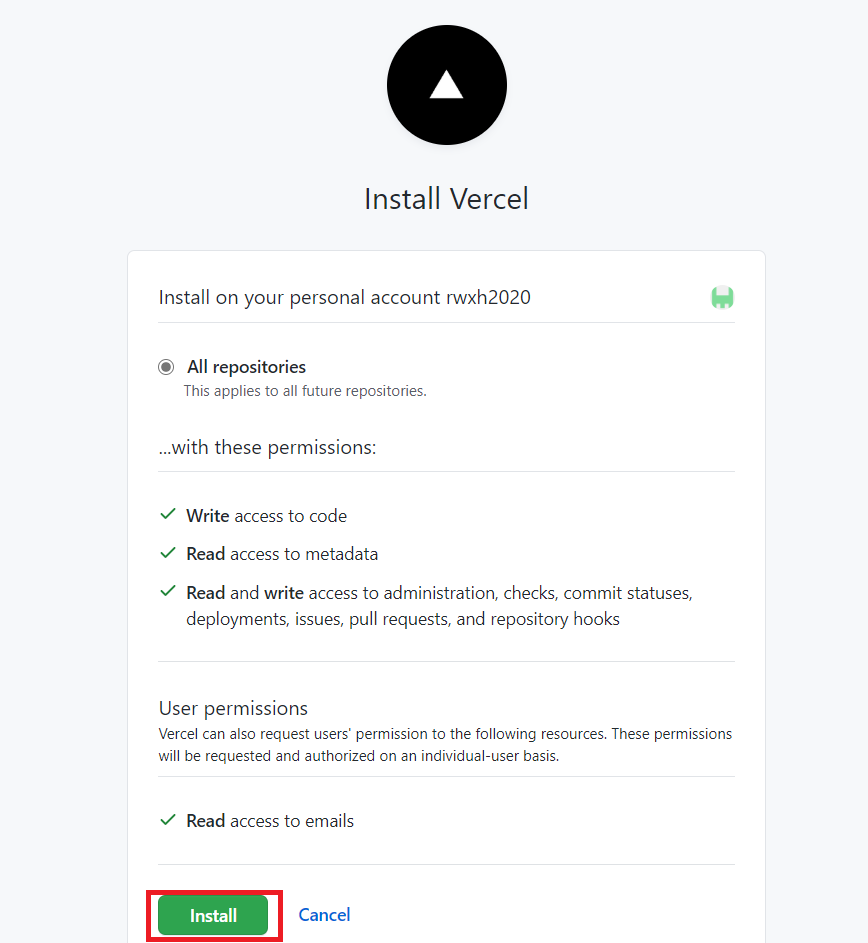 Install Vercel
Install on your personal account rwxh2020
All repositories
This applies to all future repositories.
...with these permissions:
Write access to code
Read access to metadata
Read and write access to administration, checks, commit statuses,
deployments, issues, pull requests, and repository hooks
User permissions
Vercel can also request users' permission to the following resources. These permissions
will be requested and authorized on an individual-user basis.
Read access to emails
Install Cancel